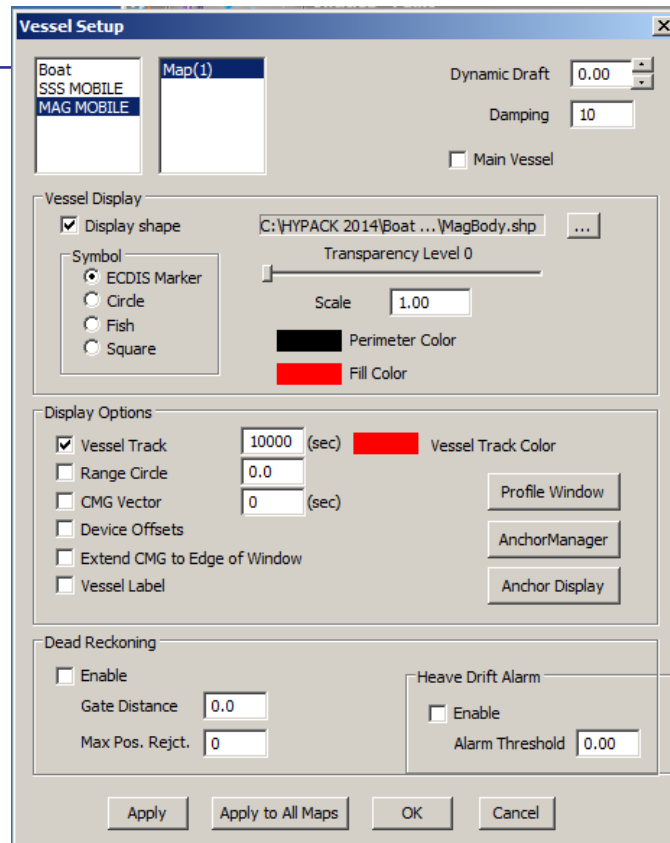 Vessel Setup
Boat
SSS MOBILE
MAG MOBILE
Map(1)
Dynamic Draft 0.00
Damping 10
Main Vessel
Vessel Display
Display shape C:\HYPACK 2014\Boat ...\MagBody.shp ...
Symbol
ECDIS Marker
Circle
Fish
Square
Transparency Level 0
Scale 1.00
Perimeter Color
Fill Color
Display Options
Vessel Track 10000 (sec) Vessel Track Color
Range Circle 0.0
CMG Vector 0 (sec)
Device Offsets
Extend CMG to Edge of Window
Vessel Label
Profile Window
AnchorManager
Anchor Display
Dead Reckoning
Enable
Gate Distance 0.0
Max Pos. Rejct. 0
Heave Drift Alarm
Enable
Alarm Threshold 0.00
Apply Apply to All Maps OK Cancel